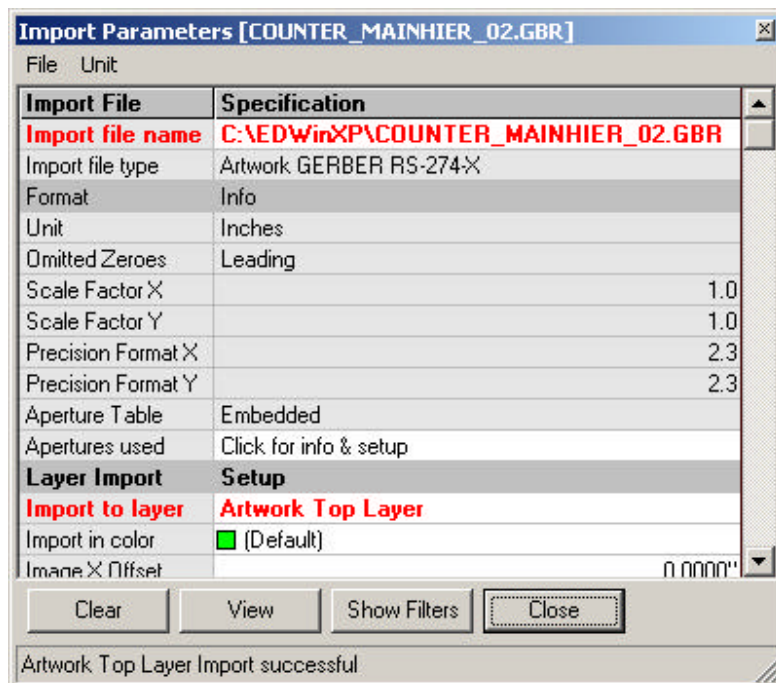 Import Parameters [COUNTER_MAINHIER_02.GBR]
File Unit
Import File Specification
Import file name C:\EDWinXP\COUNTER_MAINHIER_02.GBR
Import file type Artwork GERBER RS-274-X
Format Info
Unit Inches
Omitted Zeroes Leading
Scale Factor X 1.0
Scale Factor Y 1.0
Precision Format X 2.3
Precision Format Y 2.3
Aperture Table Embedded
Apertures used Click for info & setup
Layer Import Setup
Import to layer Artwork Top Layer
Import in color (Default)
Image X Offset 0.0000"
Clear View Show Filters Close
Artwork Top Layer Import successful